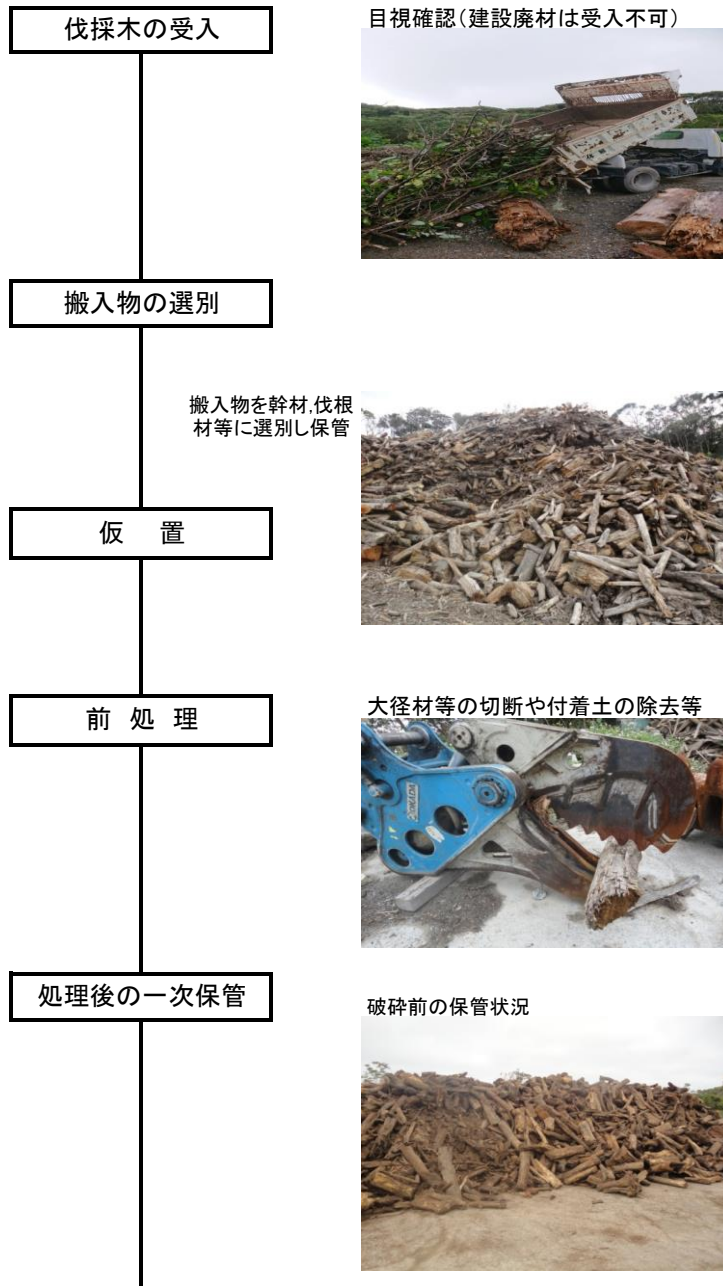 伐採木の受入
目視確認(建設廃材は受入不可)
搬入物の選別
搬入物を幹材,伐根
材等に選別し保管
仮 置
前 処 理
大径材等の切断や付着土の除去等
OKADA
処理後の一次保管
破砕前の保管状況